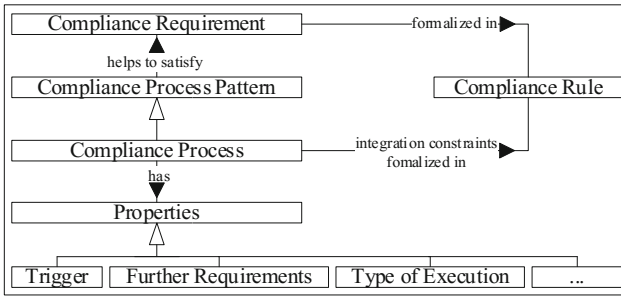 Compliance Requirement
fomalized in
helps to satisfy
Compliance Process Pattern
Compliance Rule
Compliance Process
integration constraints
fomalized in
has
Properties
Trigger
Further Requirements
Type of Execution
...